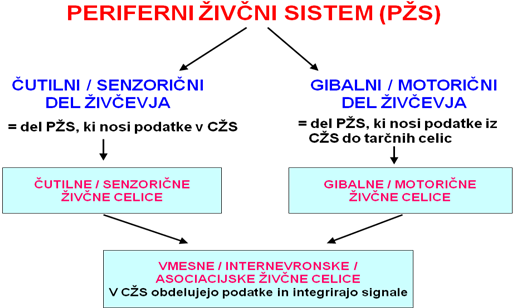 PERIFERNI ŽIVČNI SISTEM (PŽS)
ČUTILNI / SENZORIČNI
DEL ŽIVČEVJA
= del PŽS, ki nosi podatke v CŽS
GIBALNI / MOTORIČNI
DEL ŽIVČEVJA
= del PŽS, ki nosi podatke iz
CŽS do tarčnih celic
ČUTILNE / SENZORIČNE
ŽIVČNE CELICE
GIBALNE / MOTORIČNE
ŽIVČNE CELICE
VMESNE / INTERNEVRONSKE /
ASOCIACIJSKE ŽIVČNE CELICE
V CŽS obdelujejo podatke in integrirajo signale